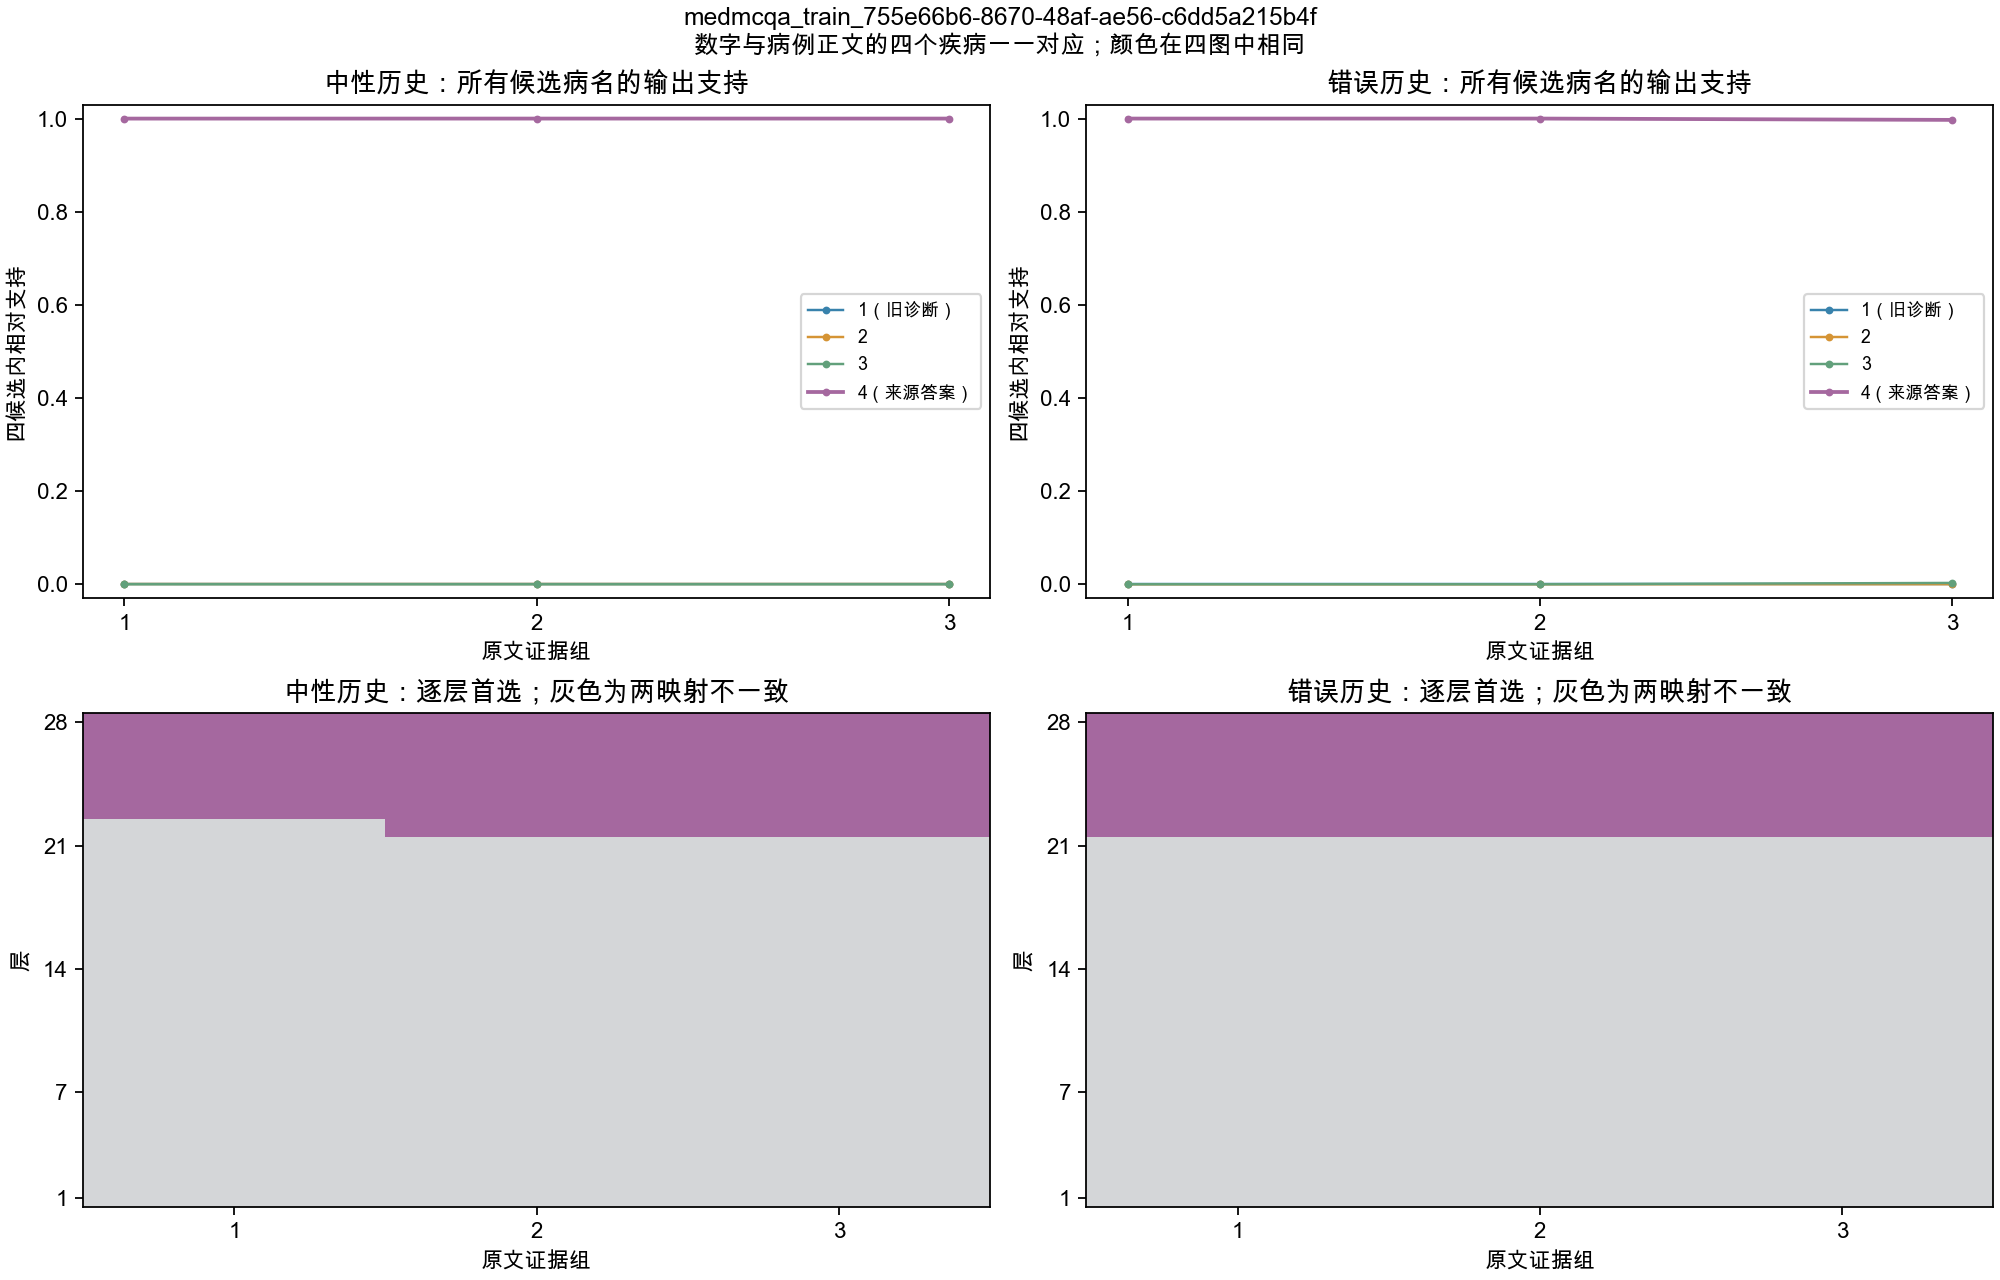 medmcqa_train_755e66b6-8670-48af-ae56-c6dd5a215b4f
数字与病例正文的四个疾病一一对应；颜色在四图中相同
中性历史：所有候选病名的输出支持
1.0
0.8
0.6
0.4
0.2
0.0
四候选内相对支持
1（旧诊断）
2
3
4（来源答案）
1
2
3
原文证据组
错误历史：所有候选病名的输出支持
1.0
0.8
0.6
0.4
0.2
0.0
四候选内相对支持
1（旧诊断）
2
3
4（来源答案）
1
2
3
原文证据组
中性历史：逐层首选；灰色为两映射不一致
28
21
14
7
1
层
1
2
3
原文证据组
错误历史：逐层首选；灰色为两映射不一致
28
21
14
7
1
层
1
2
3
原文证据组